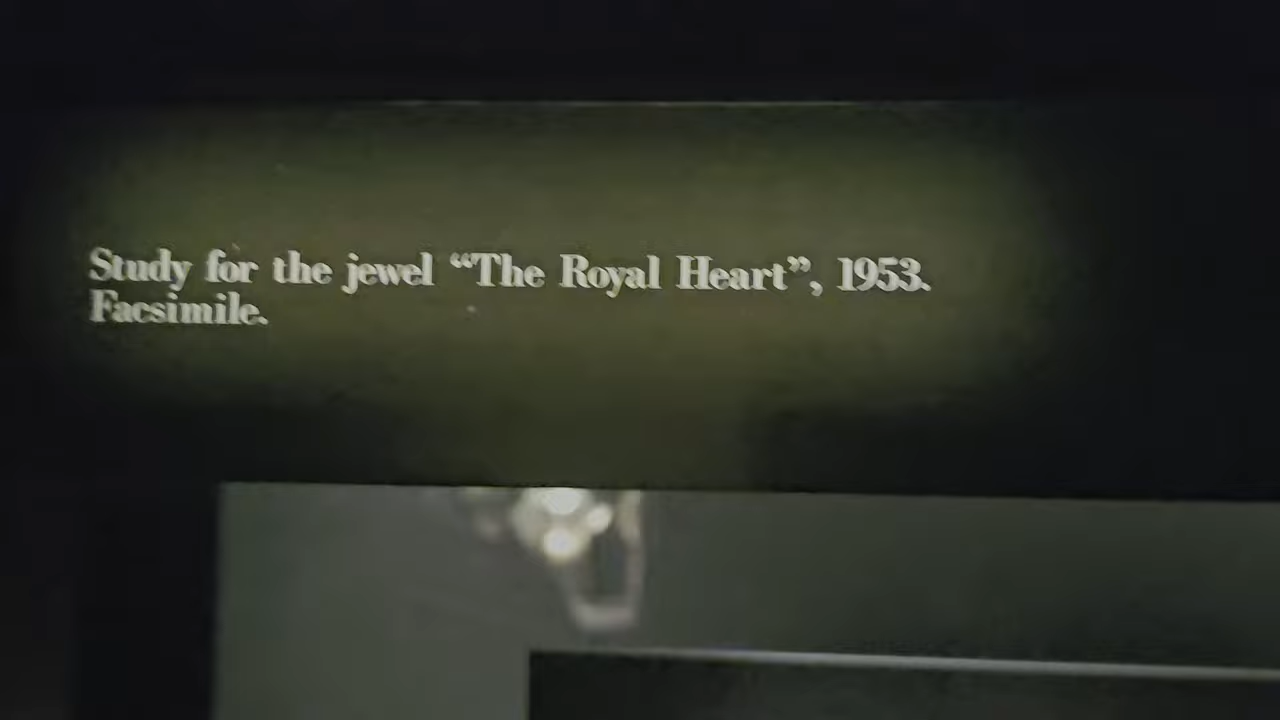 Study for the jewel “The Royal Heart”, 1953.
Facsimile.